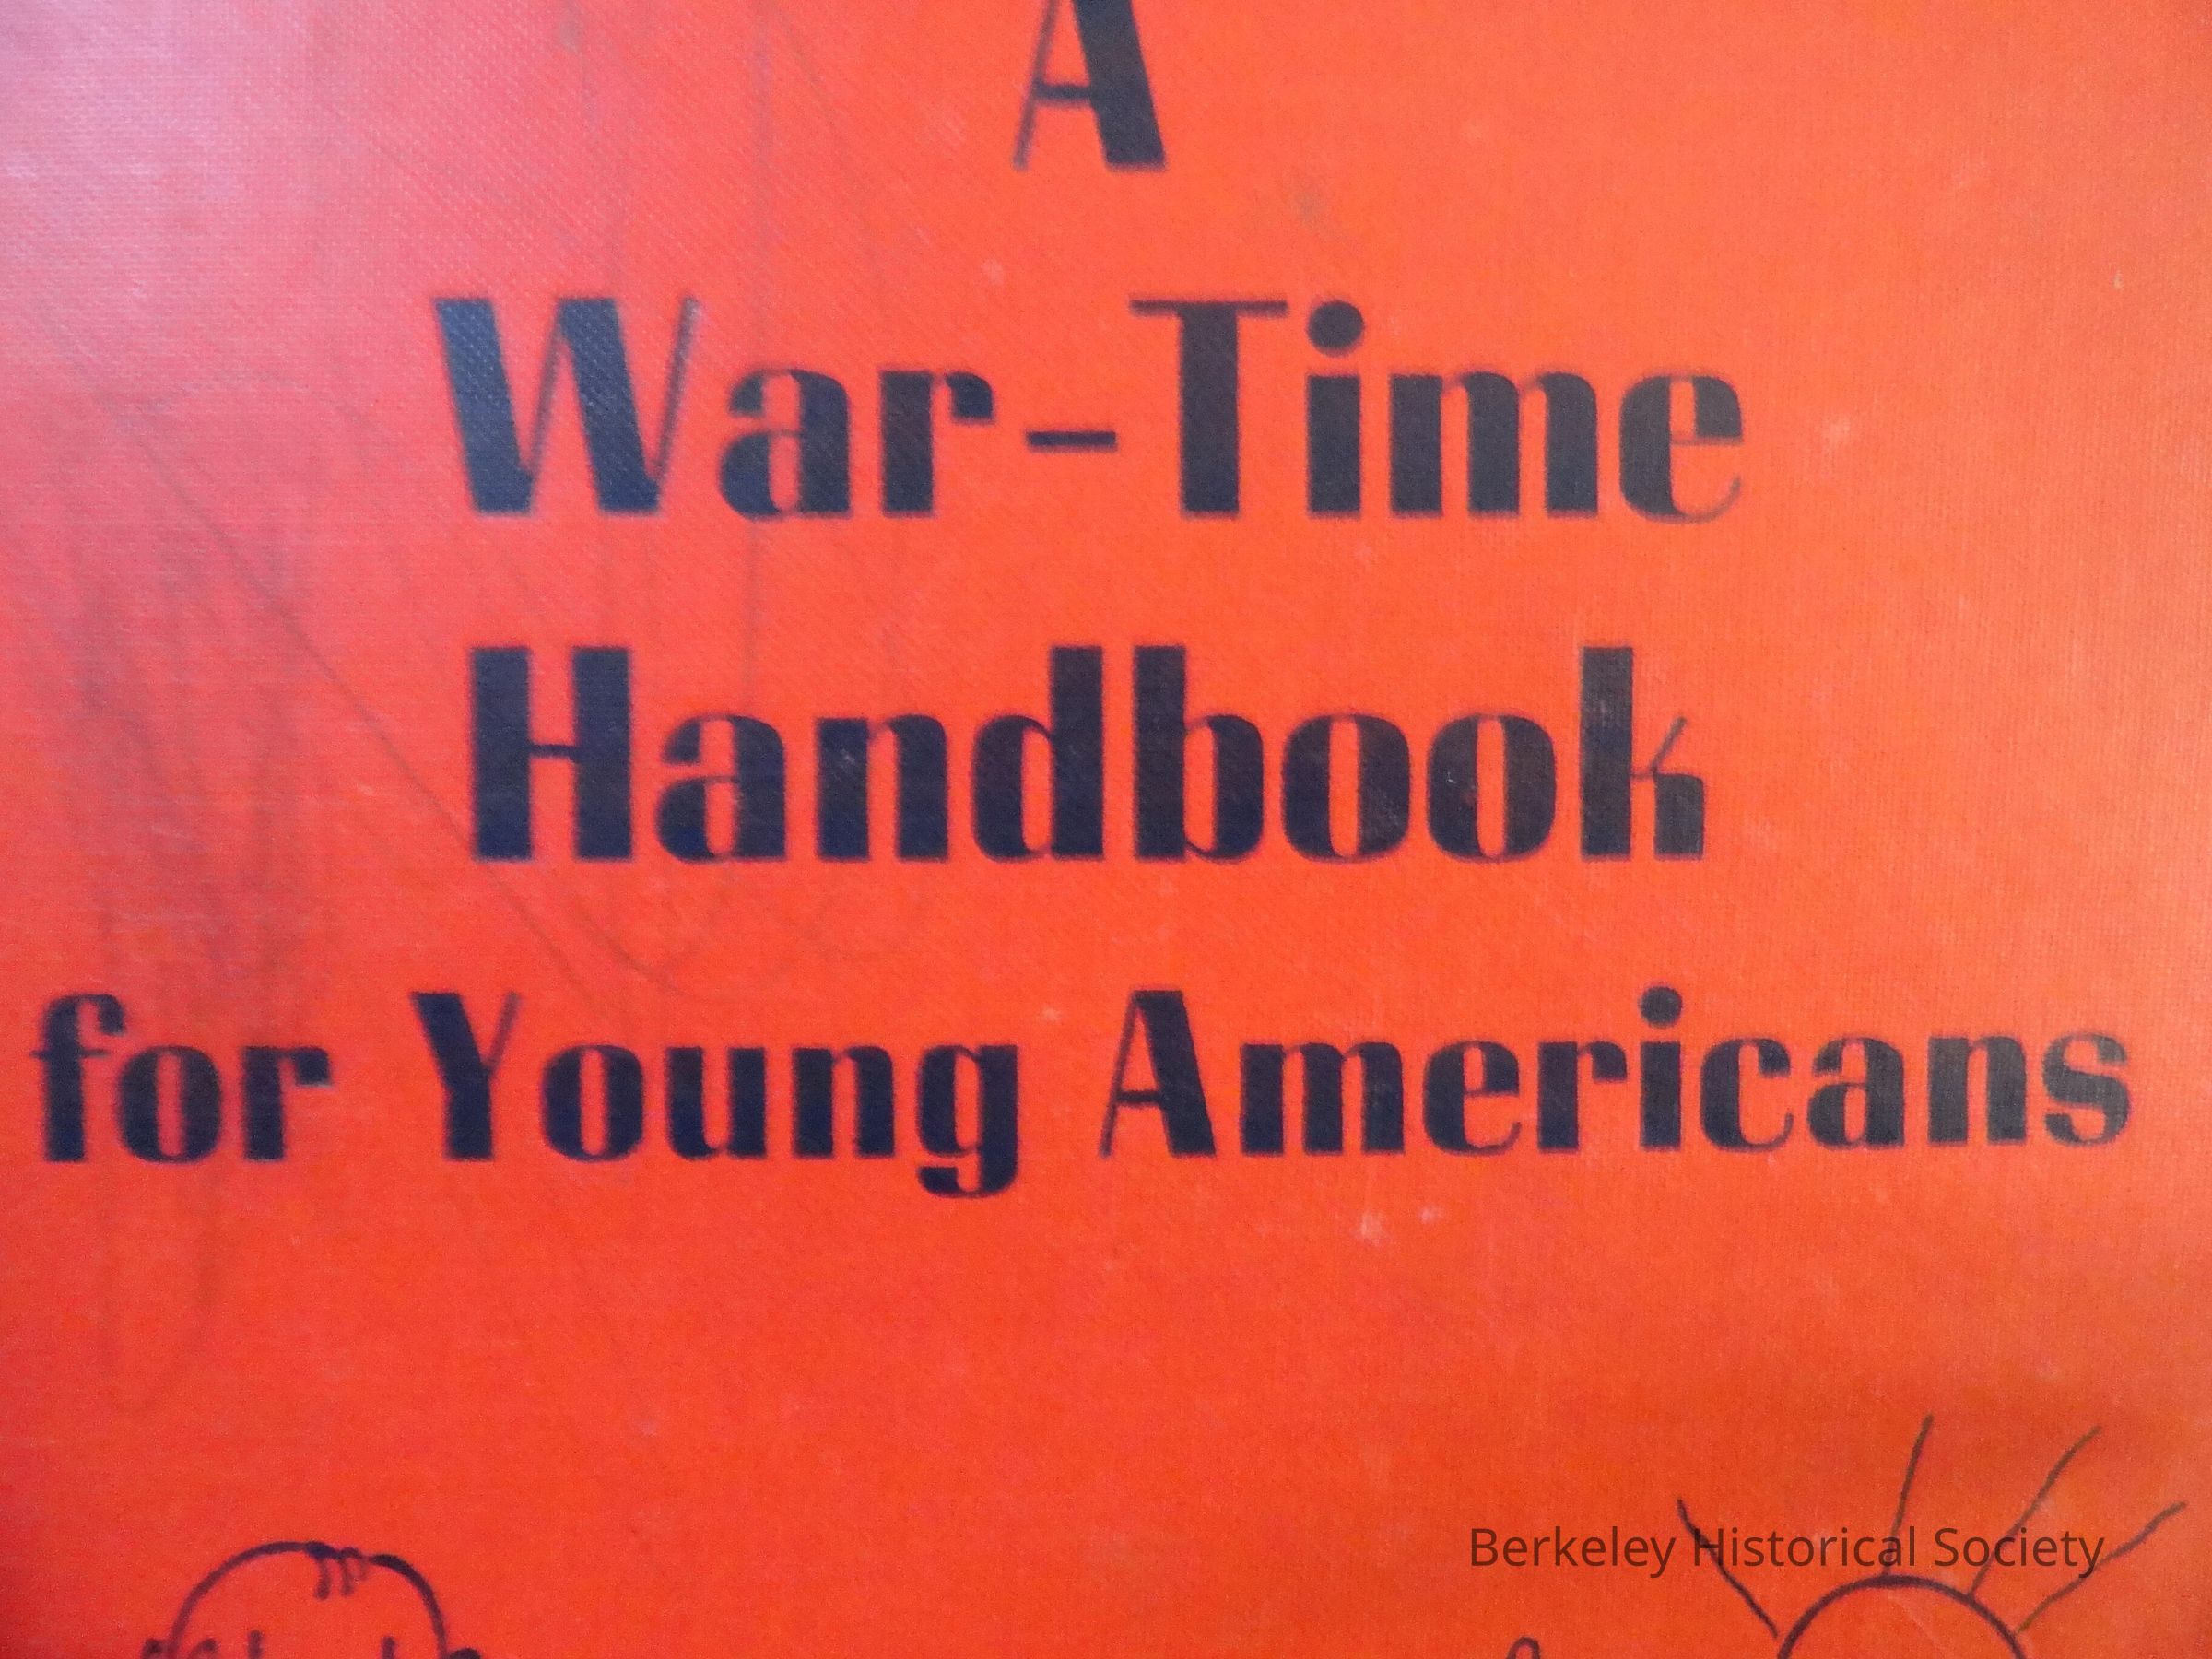 A
War-Time
Handbook
for Young Americans
Berkeley Historical Society